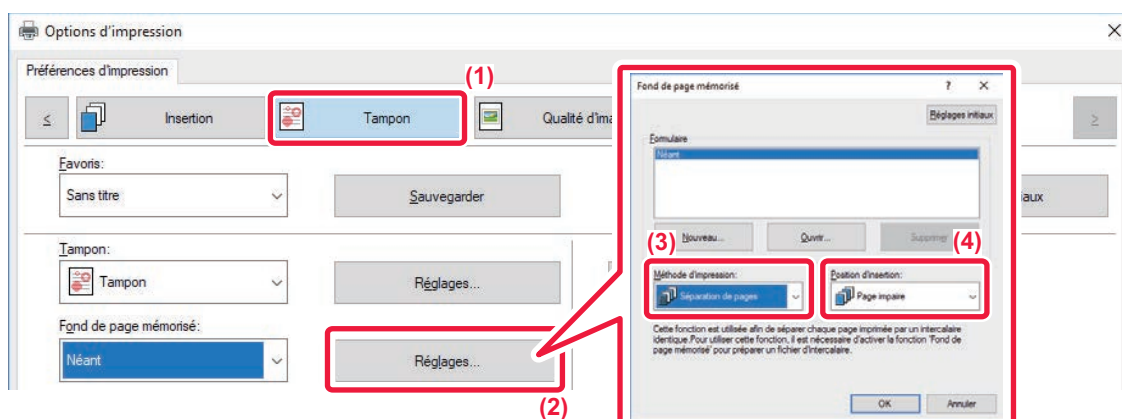 Options d'impression
Préférences d'impression
(1)
Insertion
Tampon
Qualité d'ima
Favoris:
Sans titre
Sauvegarder
iaux
Tampon:
Tampon
Réglages...
Fond de page mémorisé:
Néant
Réglages...
(2)
Fond de page mémorisé
?
Réglages initiaux
Formulaire
Néant
Nouveau...
Ouvrir...
Supprimer
(3)
(4)
Méthode d'impression:
Position d'insertion:
Séparation de pages
Page impaire
Cette fonction est utilisée afin de séparer chaque page imprimée par un intercalaire
identique.Pour utiliser cette fonction, il est nécessaire d'activer la fonction 'Fond de
page mémorisé' pour préparer un fichier d'intercalaire.
OK
Annuler